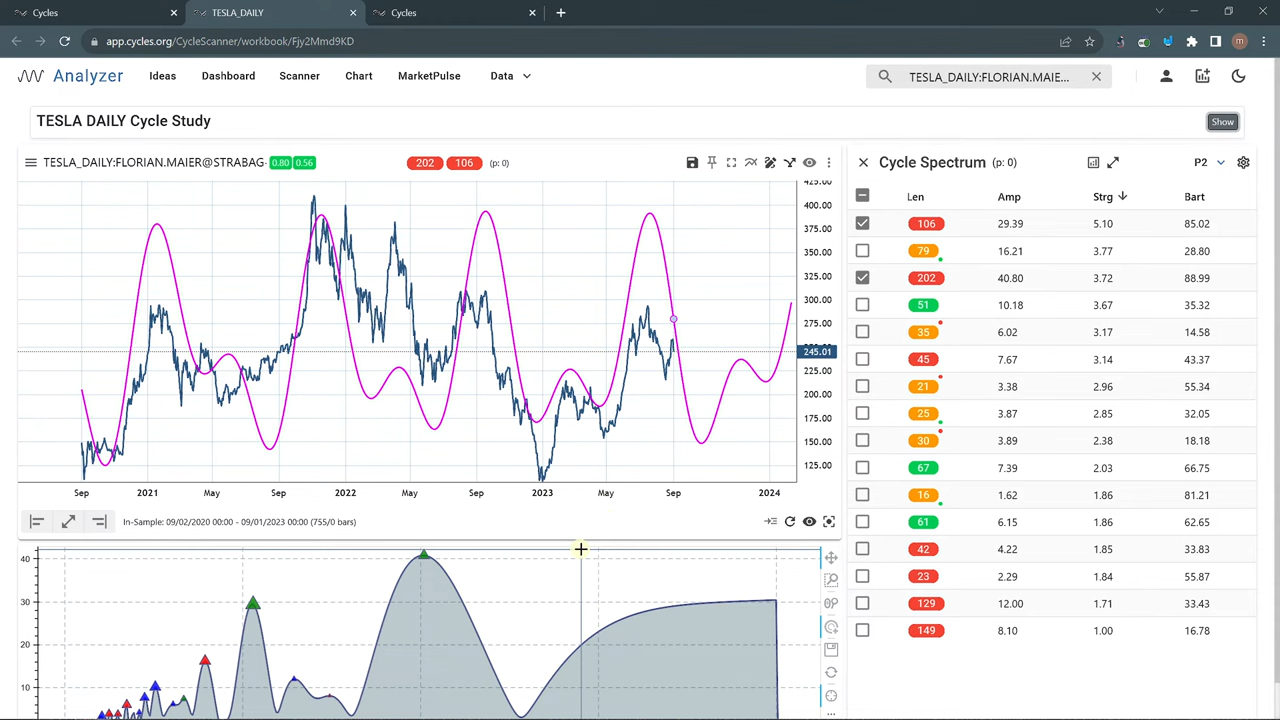 Cycles
TESLA_DAILY
Cycles
app.cycles.org/CycleScanner/workbook/Fjy2Mmd9KD
m
Analyzer
Ideas
Dashboard
Scanner
Chart
MarketPulse
Data
TESLA_DAILY:FLORIAN.MAIE...
TESLA DAILY Cycle Study
Show
TESLA_DAILY:FLORIAN.MAIER@STRABAG- 0.80 0.56
202 106 (p: 0)
425.00
400.00
375.00
350.00
325.00
300.00
275.00
245.01
225.00
200.00
175.00
150.00
125.00
Sep 2021 May Sep 2022 May Sep 2023 May Sep 2024
In-Sample: 09/02/2020 00:00 - 09/01/2023 00:00 (755/0 bars)
40
30
20
10
Cycle Spectrum (p: 0)
P2
Len Amp Strg Bart
106 29.39 5.10 85.02
79 16.21 3.77 28.80
202 40.80 3.72 88.99
51 10.18 3.67 35.32
35 6.02 3.17 14.58
45 7.67 3.14 43.37
21 3.38 2.96 55.34
25 3.87 2.85 32.05
30 3.89 2.38 18.18
67 7.39 2.03 66.75
16 1.62 1.86 81.21
61 6.15 1.86 62.65
42 4.22 1.85 33.83
23 2.29 1.84 55.87
129 12.00 1.71 33.43
149 8.10 1.00 16.78